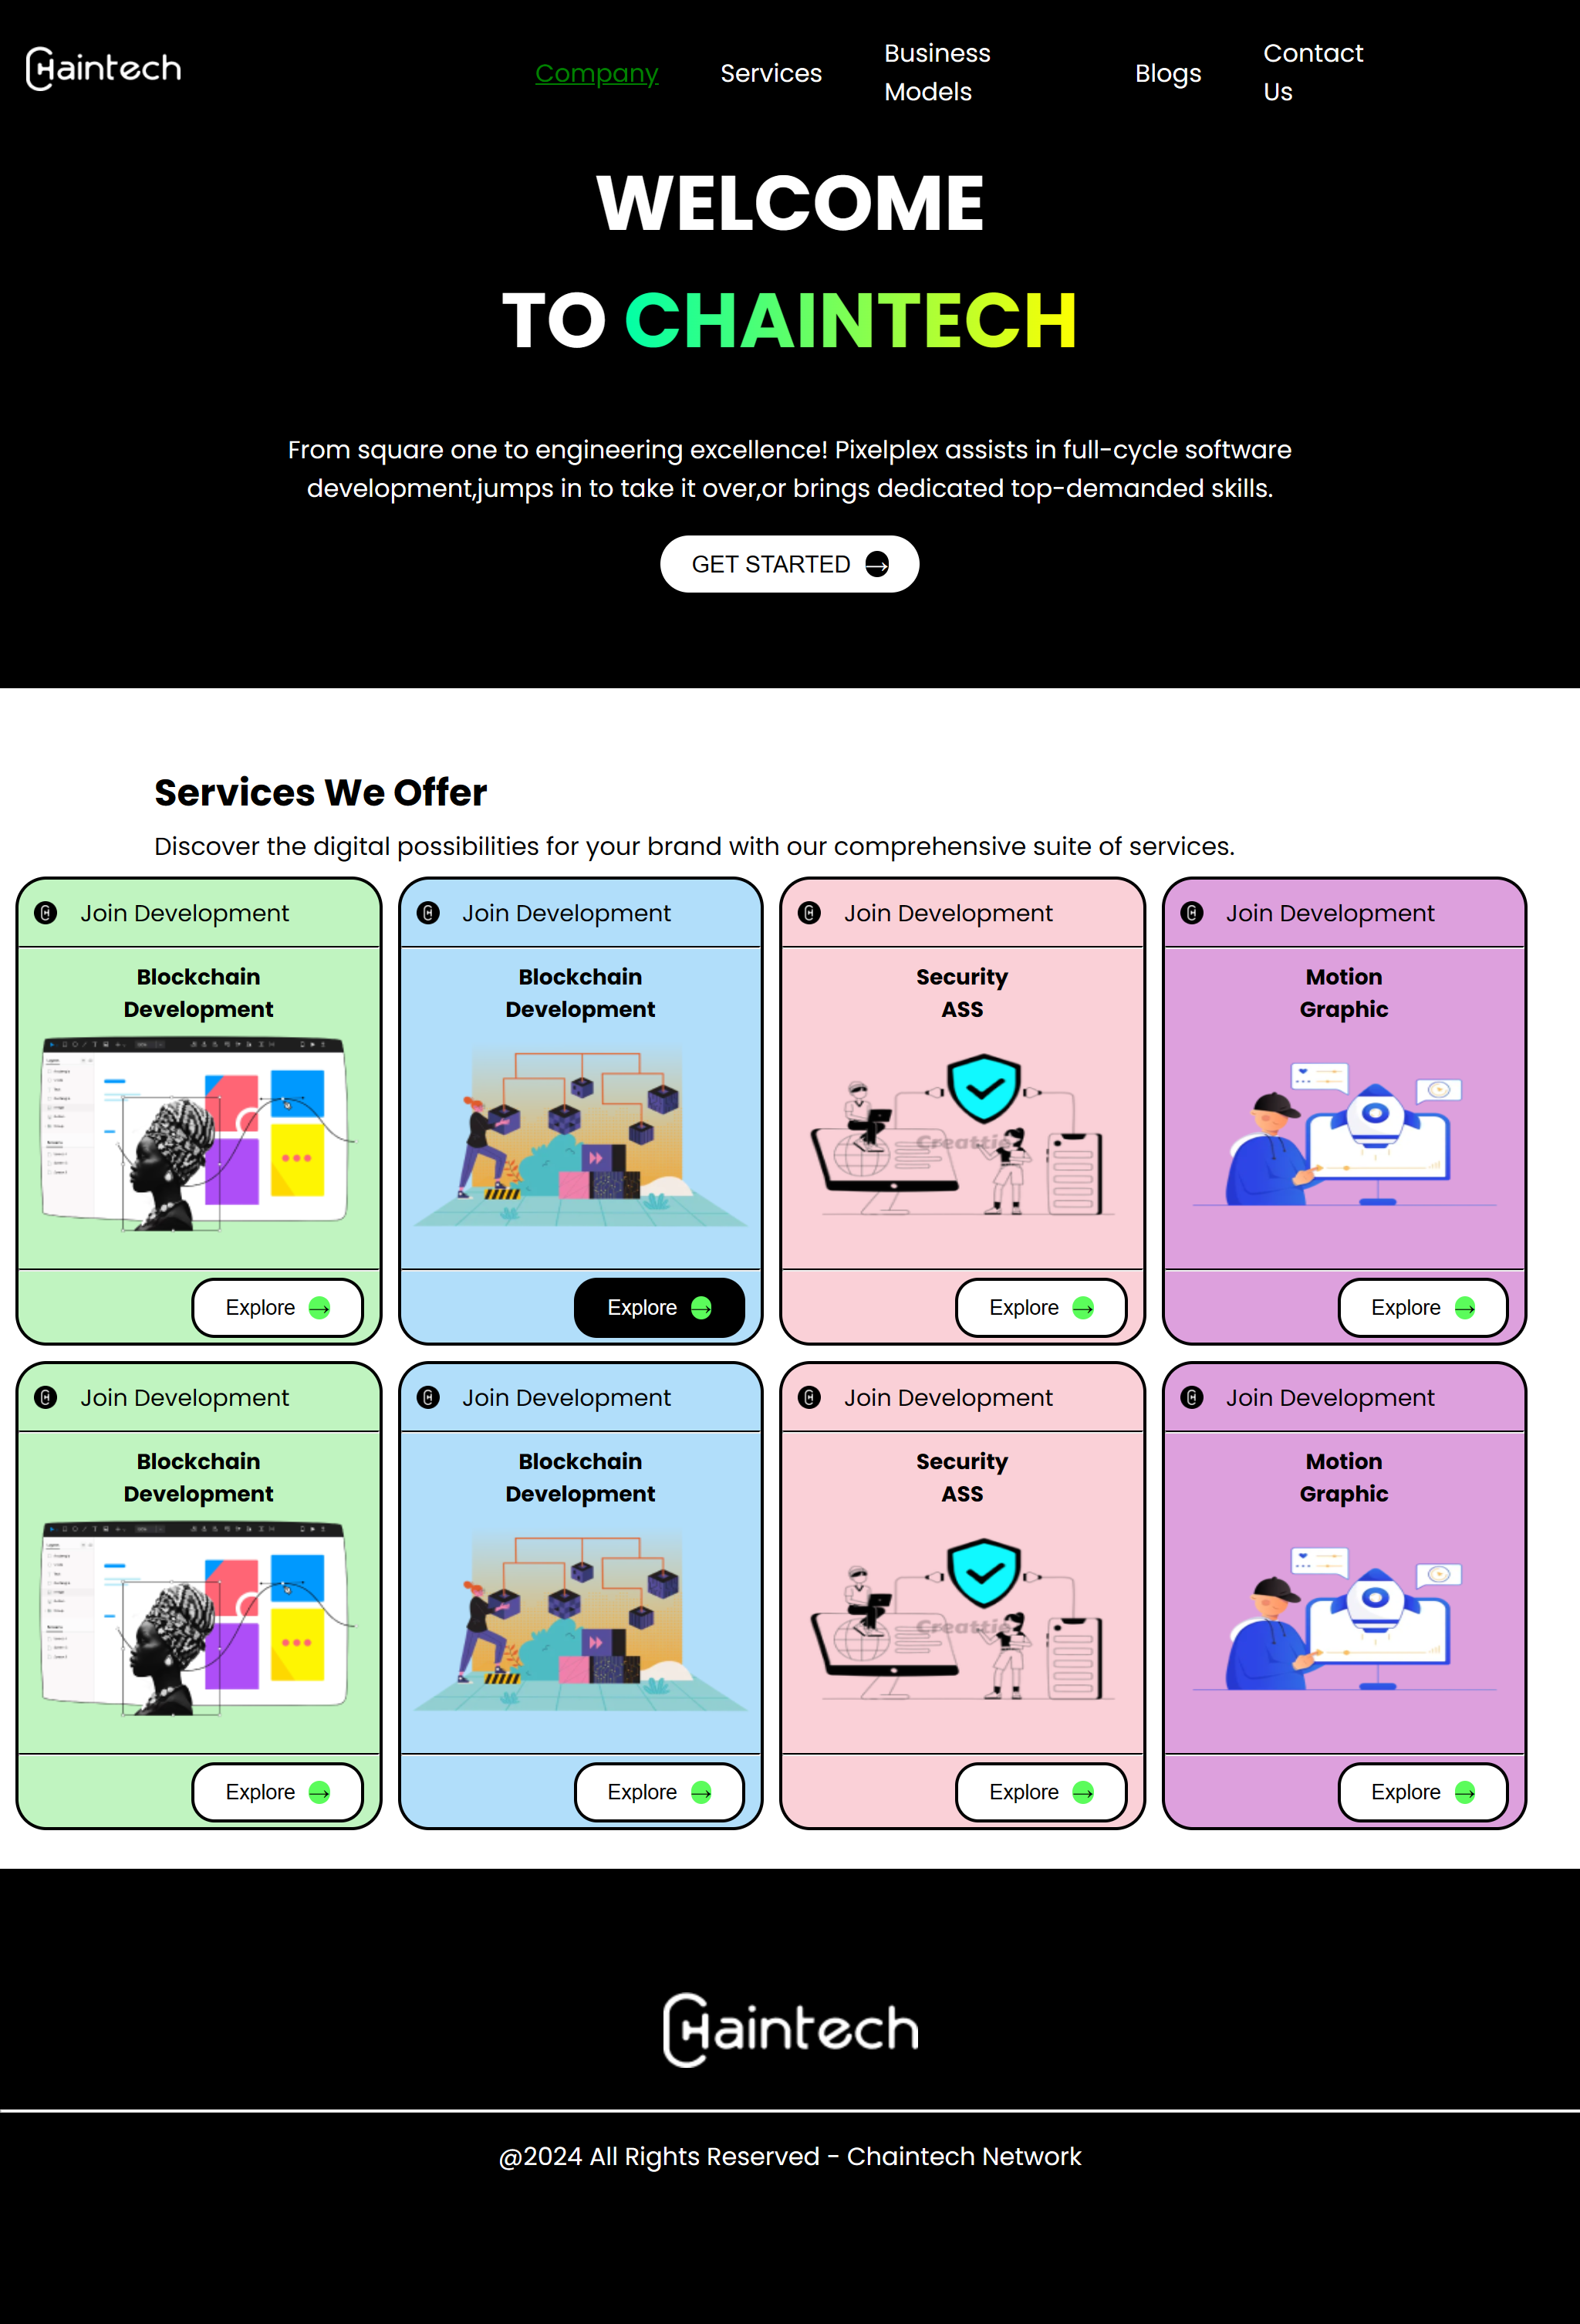 Chaintech
Company
Services
Business
Models
Blogs
Contact
Us
WELCOME
TO CHAINTECH
From square one to engineering excellence! Pixelplex assists in full-cycle software
development,jumps in to take it over,or brings dedicated top-demanded skills.
GET STARTED →
Services We Offer
Discover the digital possibilities for your brand with our comprehensive suite of services.
Join Development
Blockchain
Development
Explore →
Join Development
Blockchain
Development
Explore →
Join Development
Security
ASS
Creattie
Explore →
Join Development
Motion
Graphic
Explore →
Join Development
Blockchain
Development
Explore →
Join Development
Blockchain
Development
Explore →
Join Development
Security
ASS
Creattie
Explore →
Join Development
Motion
Graphic
Explore →
Chaintech
@2024 All Rights Reserved - Chaintech Network